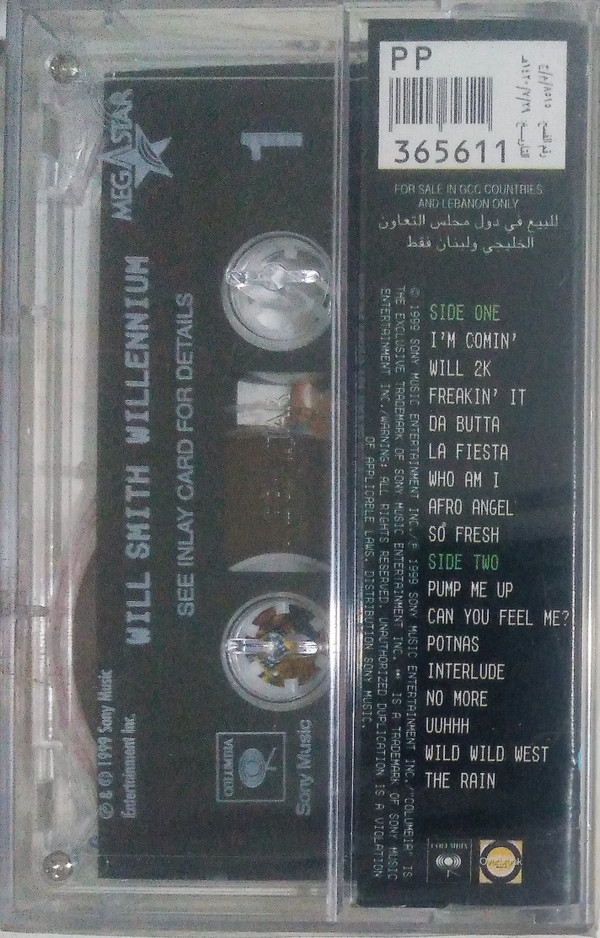 MEGASTAR
1
WILL SMITH WILLENNIUM
SEE INLAY CARD FOR DETAILS
℗ & © 1999 Sony Music
Entertainment Inc.
COLUMBIA
Sony Music
PP
365611
FOR SALE IN GCC COUNTRIES
AND LEBANON ONLY
للبيع في دول مجلس التعاون
الخليجي ولبنان فقط
© 1999 SONY MUSIC ENTERTAINMENT INC./℗ 1999 SONY MUSIC ENTERTAINMENT INC./"COLUMBIA" IS
THE EXCLUSIVE TRADEMARK OF SONY MUSIC ENTERTAINMENT INC. IS A TRADEMARK OF SONY MUSIC
ENTERTAINMENT INC./WARNING: ALL RIGHTS RESERVED. UNAUTHORIZED DUPLICATION IS A VIOLATION
OF APPLICABLE LAWS. DISTRIBUTION SONY MUSIC.
SIDE ONE
I'M COMIN'
WILL 2K
FREAKIN' IT
DA BUTTA
LA FIESTA
WHO AM I
AFRO ANGEL
SO FRESH
SIDE TWO
PUMP ME UP
CAN YOU FEEL ME?
POTNAS
INTERLUDE
NO MORE
UUHHH
WILD WILD WEST
THE RAIN
COLUMBIA